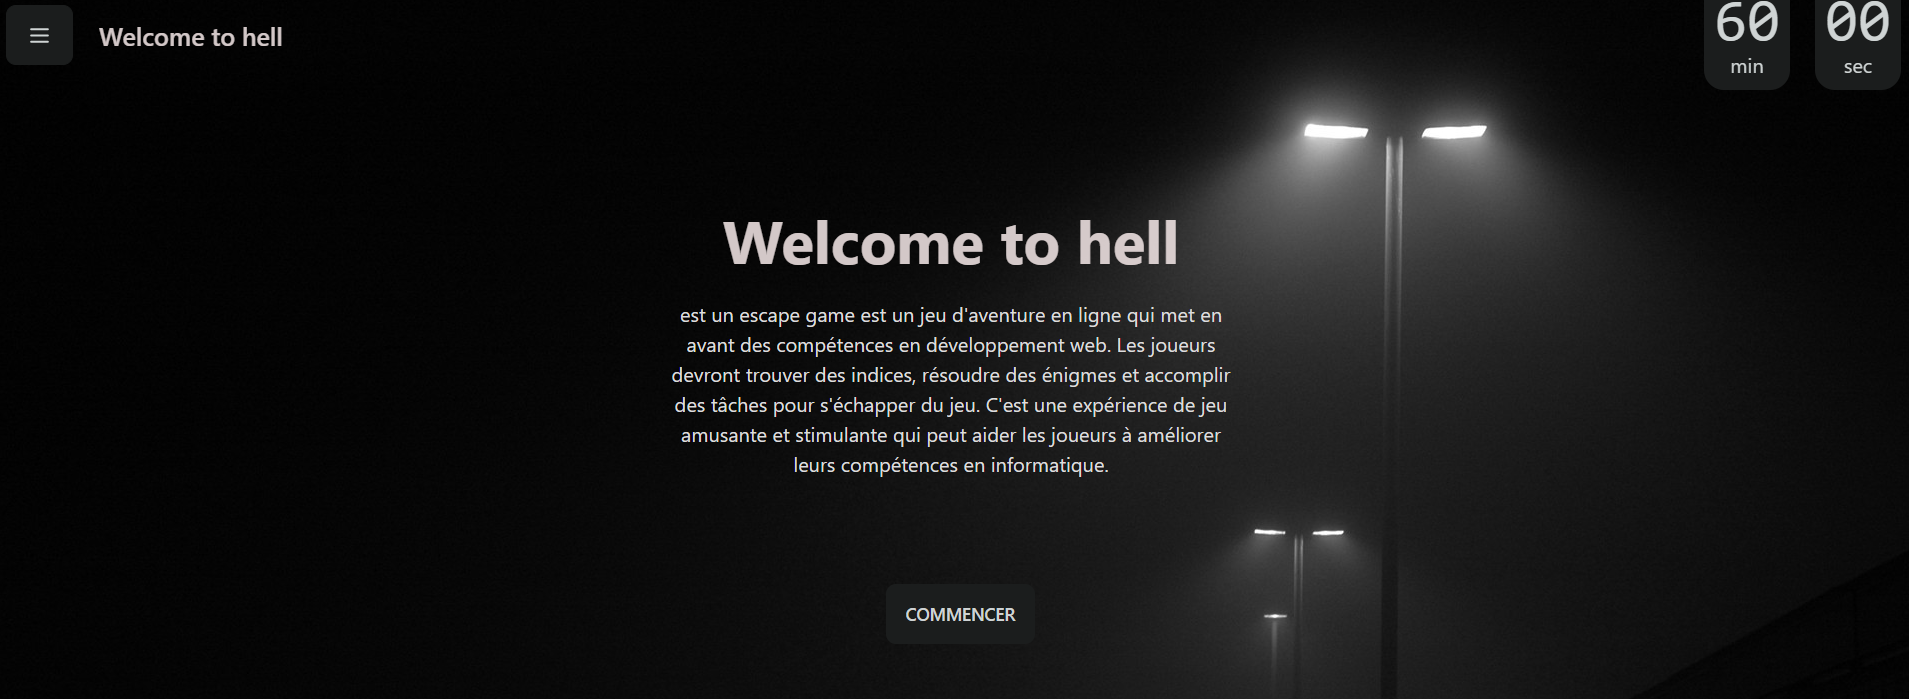 Welcome to hell
60 00
min sec
Welcome to hell
est un escape game est un jeu d'aventure en ligne qui met en
avant des compétences en développement web. Les joueurs
devront trouver des indices, résoudre des énigmes et accomplir
des tâches pour s'échapper du jeu. C'est une expérience de jeu
amusante et stimulante qui peut aider les joueurs à améliorer
leurs compétences en informatique.
COMMENCER